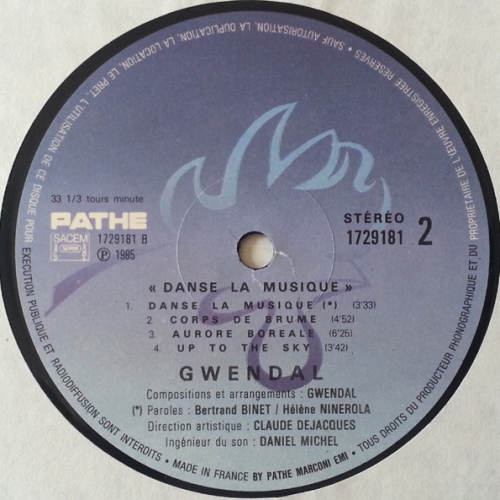 SAUF AUTORISATION, LA DUPLICATION, LA LOCATION, LE PRET, L'UTILISATION DE CE DISQUE POUR EXECUTION PUBLIQUE ET RADIODIFFUSION SONT INTERDITS • MADE IN FRANCE BY PATHE MARCONI EMI • TOUS DROITS DU PRODUCTEUR PHONOGRAPHIQUE ET DU PROPRIETAIRE DE L'ŒUVRE ENREGISTREE RESERVES •
33 1/3 tours minute
PATHE
SACEM
1729181 B
Ⓟ 1985
STÉRÉO
1729181 2
« DANSE LA MUSIQUE »
1. DANSE LA MUSIQUE (*) (3'33)
2. CORPS DE BRUME (4'52)
3. AURORE BOREALE (6'25)
4. UP TO THE SKY (3'42)
GWENDAL
Compositions et arrangements : GWENDAL
(*) Paroles : Bertrand BINET / Hélène NINEROLA
Direction artistique : CLAUDE DEJACQUES
Ingénieur du son : DANIEL MICHEL